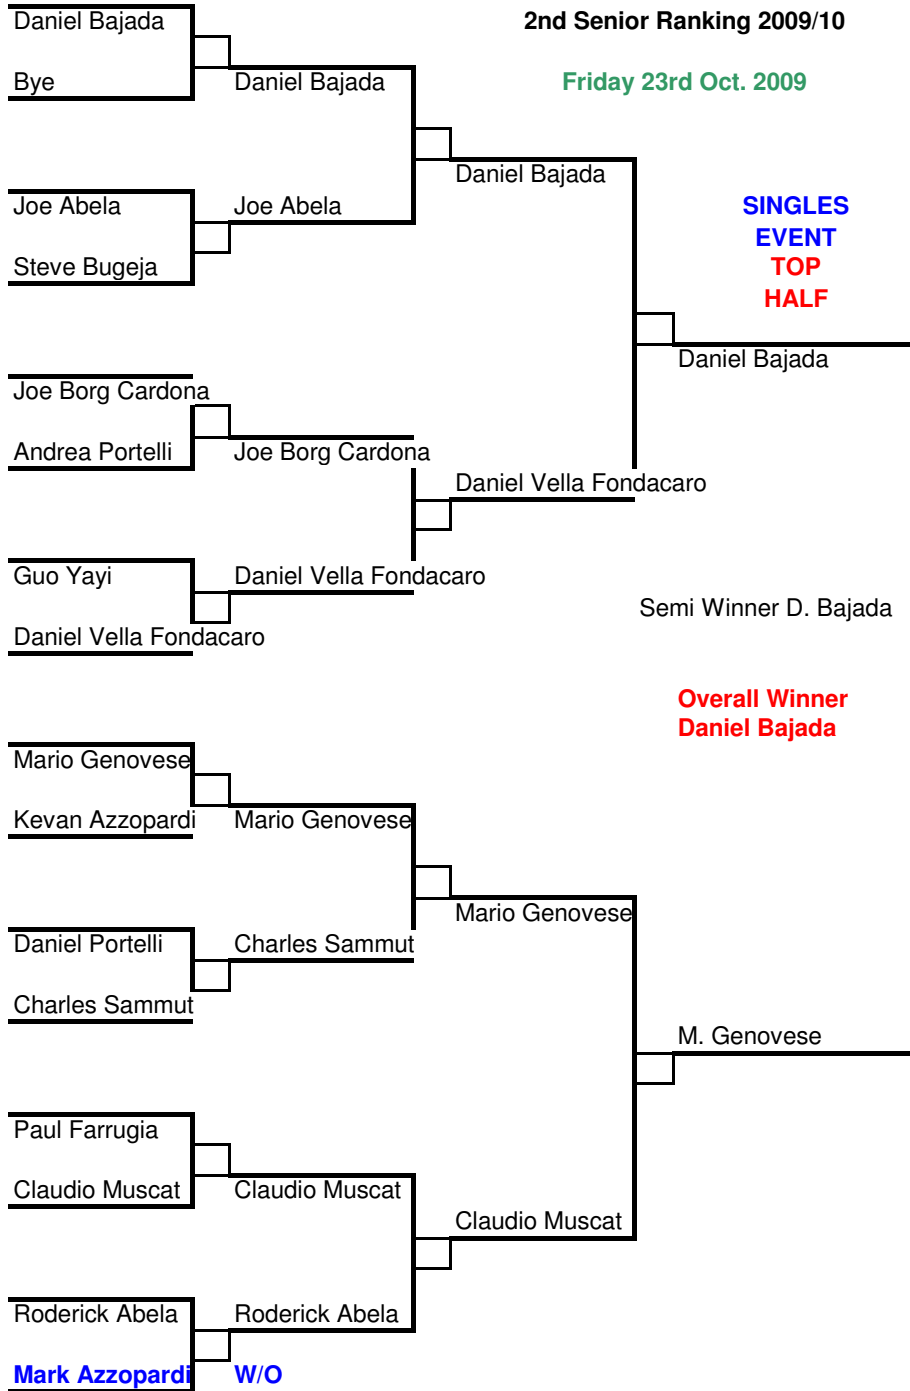 Daniel Bajada
2nd Senior Ranking 2009/10
Bye
Daniel Bajada
Friday 23rd Oct. 2009
Daniel Bajada
Joe Abela
Joe Abela
SINGLES
EVENT
Steve Bugeja
TOP
HALF
Daniel Bajada
Joe Borg Cardona
Andrea Portelli
Joe Borg Cardona
Daniel Vella Fondacaro
Guo Yayi
Daniel Vella Fondacaro
Semi Winner D. Bajada
Daniel Vella Fondacaro
Overall Winner
Daniel Bajada
Mario Genovese
Kevan Azzopardi
Mario Genovese
Mario Genovese
Daniel Portelli
Charles Sammut
Charles Sammut
M. Genovese
Paul Farrugia
Claudio Muscat
Claudio Muscat
Claudio Muscat
Roderick Abela
Roderick Abela
Mark Azzopardi
W/O